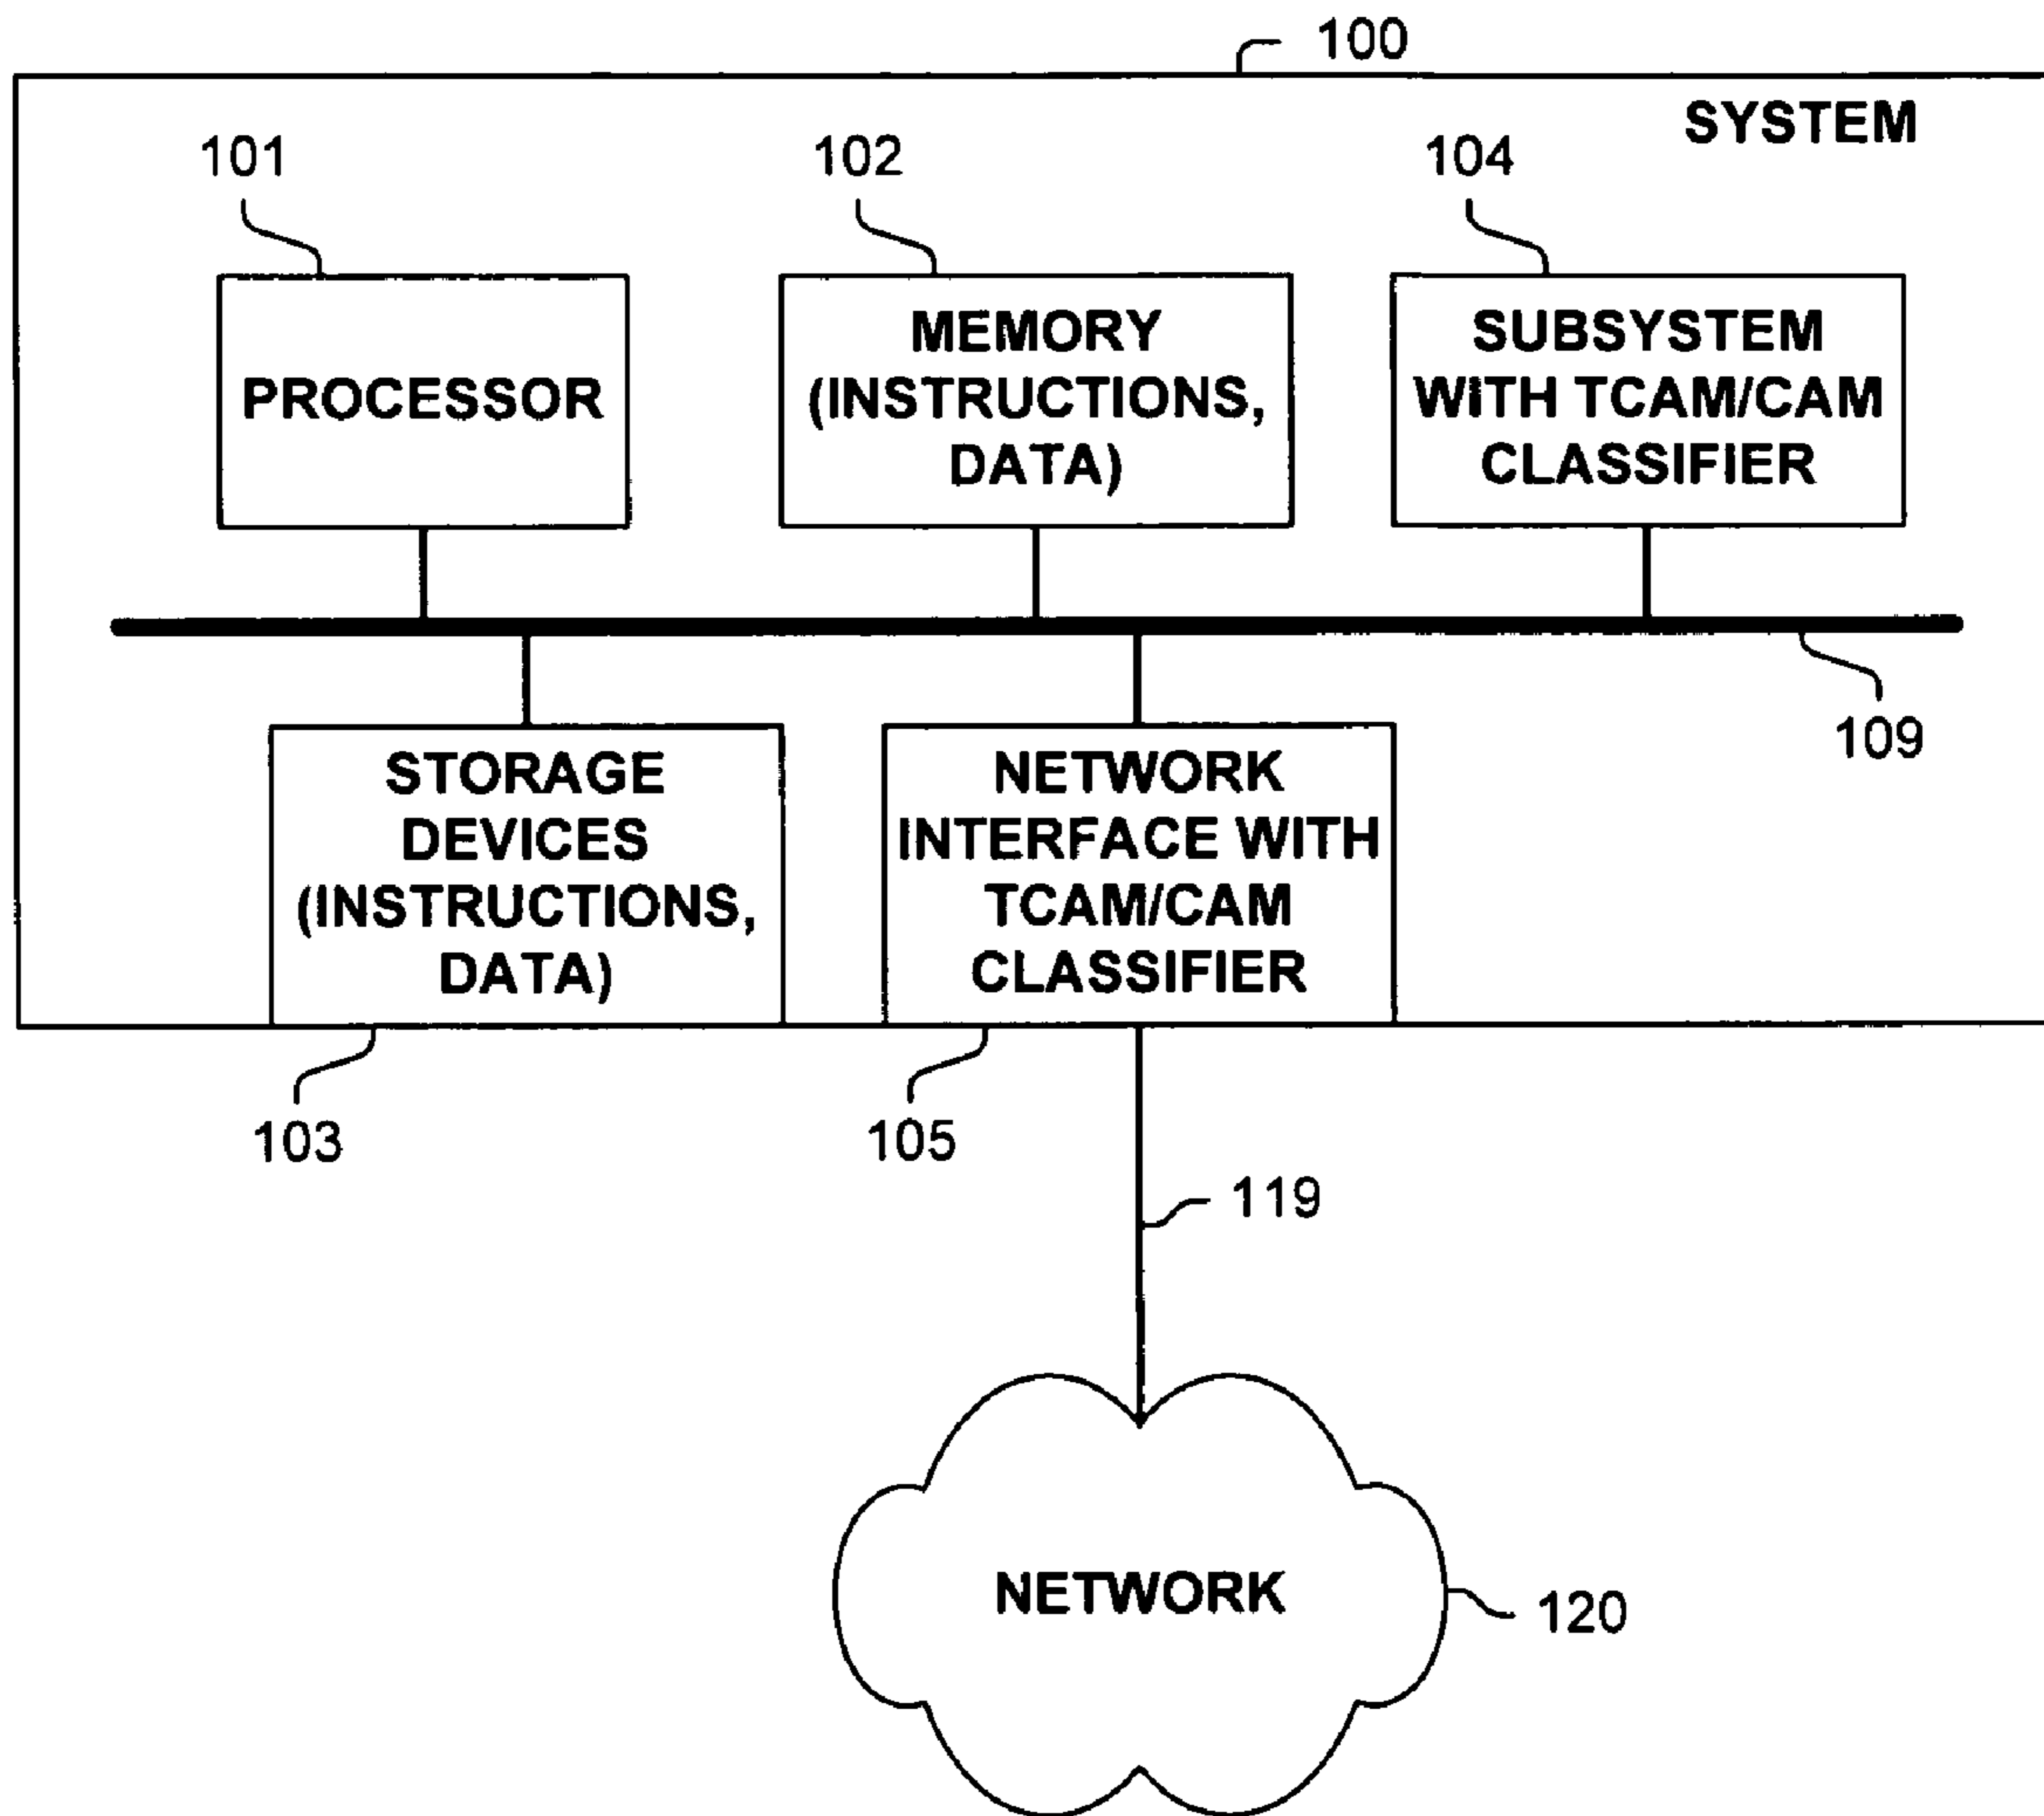 100
SYSTEM
101
102
104
PROCESSOR
MEMORY
(INSTRUCTIONS,
DATA)
SUBSYSTEM
WITH TCAM/CAM
CLASSIFIER
109
STORAGE
DEVICES
(INSTRUCTIONS,
DATA)
NETWORK
INTERFACE WITH
TCAM/CAM
CLASSIFIER
103
105
119
NETWORK
120